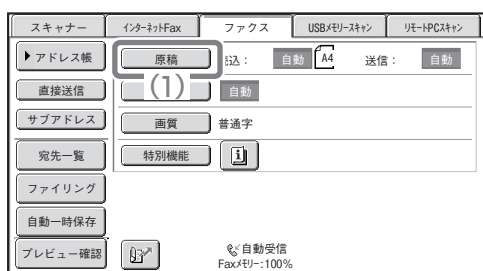 スキャナー インターネットFax ファクス USBメモリースキャン リモートPCスキャン
アドレス帳 原稿 読込: 自動 A4 送信: 自動
直接送信 (1) 自動
サブアドレス 画質 普通字
宛先一覧 特別機能
ファイリング
自動一時保存
プレビュー確認 自動受信
Faxメモリー:100%